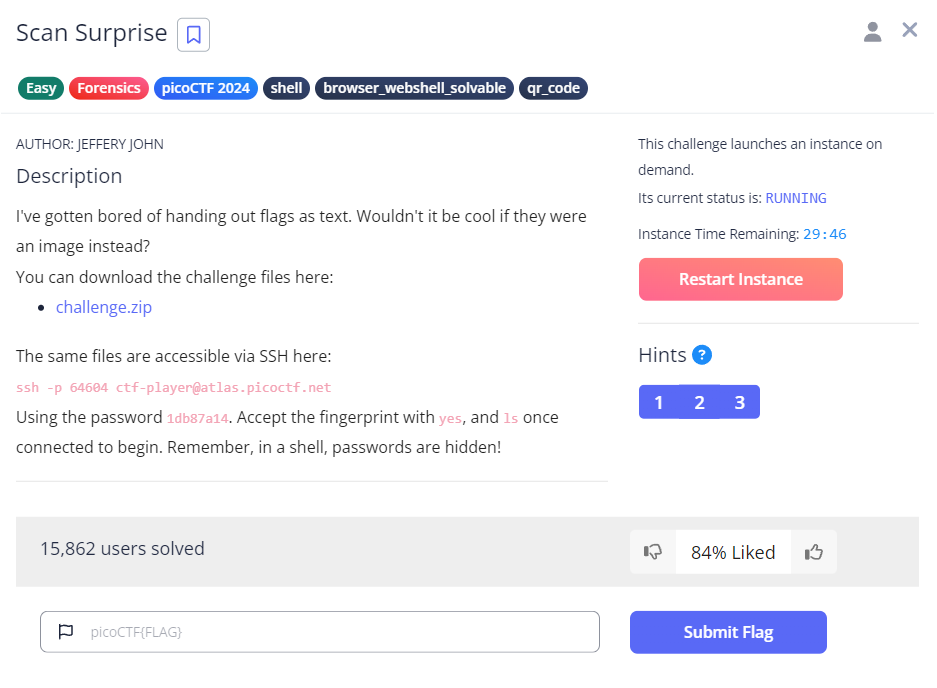 Scan Surprise
Easy Forensics picoCTF 2024 shell browser_webshell_solvable qr_code
AUTHOR: JEFFERY JOHN
Description
I've gotten bored of handing out flags as text. Wouldn't it be cool if they were
an image instead?
You can download the challenge files here:
• challenge.zip
The same files are accessible via SSH here:
ssh -p 64604 ctf-player@atlas.picoctf.net
Using the password 1db87a14. Accept the fingerprint with yes, and ls once
connected to begin. Remember, in a shell, passwords are hidden!
This challenge launches an instance on
demand.
Its current status is: RUNNING
Instance Time Remaining: 29:46
Restart Instance
Hints ?
1 2 3
15,862 users solved
84% Liked
picoCTF{FLAG}
Submit Flag